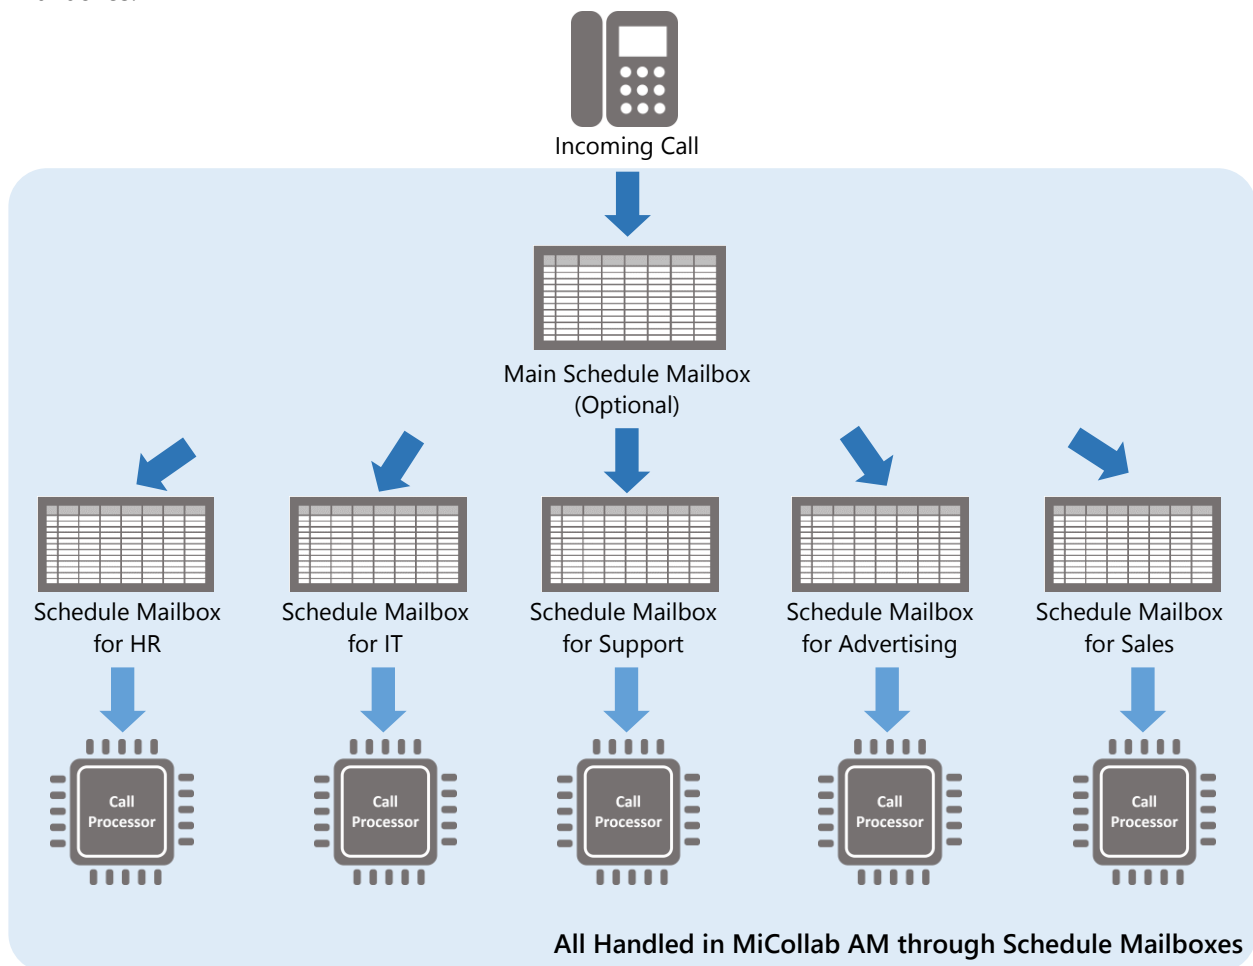 Incoming Call
Main Schedule Mailbox
(Optional)
Schedule Mailbox
for HR
Schedule Mailbox
for IT
Schedule Mailbox
for Support
Schedule Mailbox
for Advertising
Schedule Mailbox
for Sales
Call
Processor
Call
Processor
Call
Processor
Call
Processor
Call
Processor
All Handled in MiCollab AM through Schedule Mailboxes